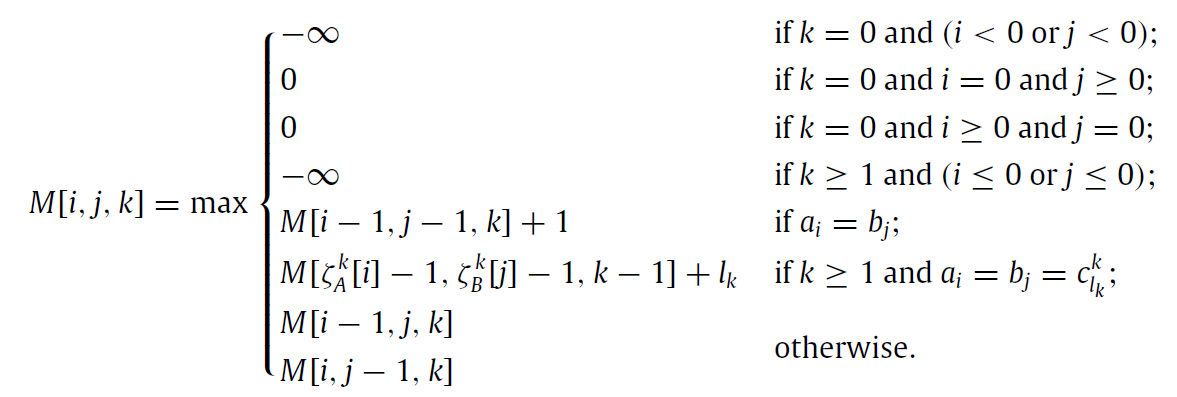 −∞ if k = 0 and (i < 0 or j < 0);
0 if k = 0 and i = 0 and j ≥ 0;
0 if k = 0 and i ≥ 0 and j = 0;
−∞ if k ≥ 1 and (i ≤ 0 or j ≤ 0);
M[i, j, k] = max {
M[i − 1, j − 1, k] + 1 if a_i = b_j;
M[ζ_A^k[i] − 1, ζ_B^k[j] − 1, k − 1] + l_k if k ≥ 1 and a_i = b_j = c_{l_k}^k;
M[i − 1, j, k]
otherwise.
M[i, j − 1, k]